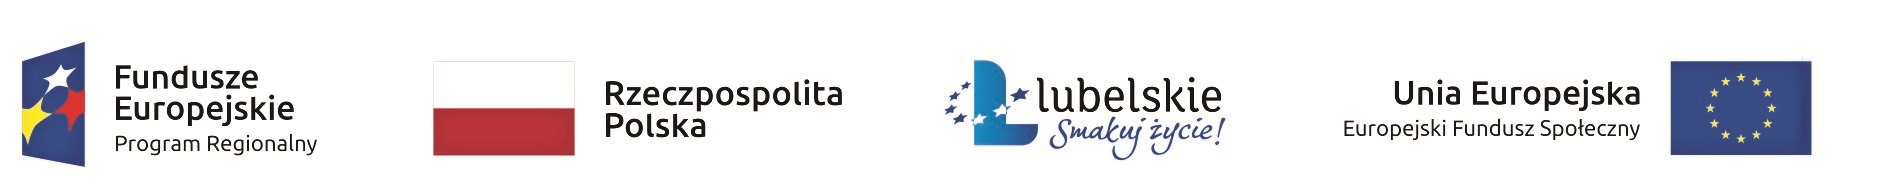 Fundusze
Europejskie
Program Regionalny
Rzeczpospolita
Polska
lubelskie
Smakuj życie!
Unia Europejska
Europejski Fundusz Społeczny